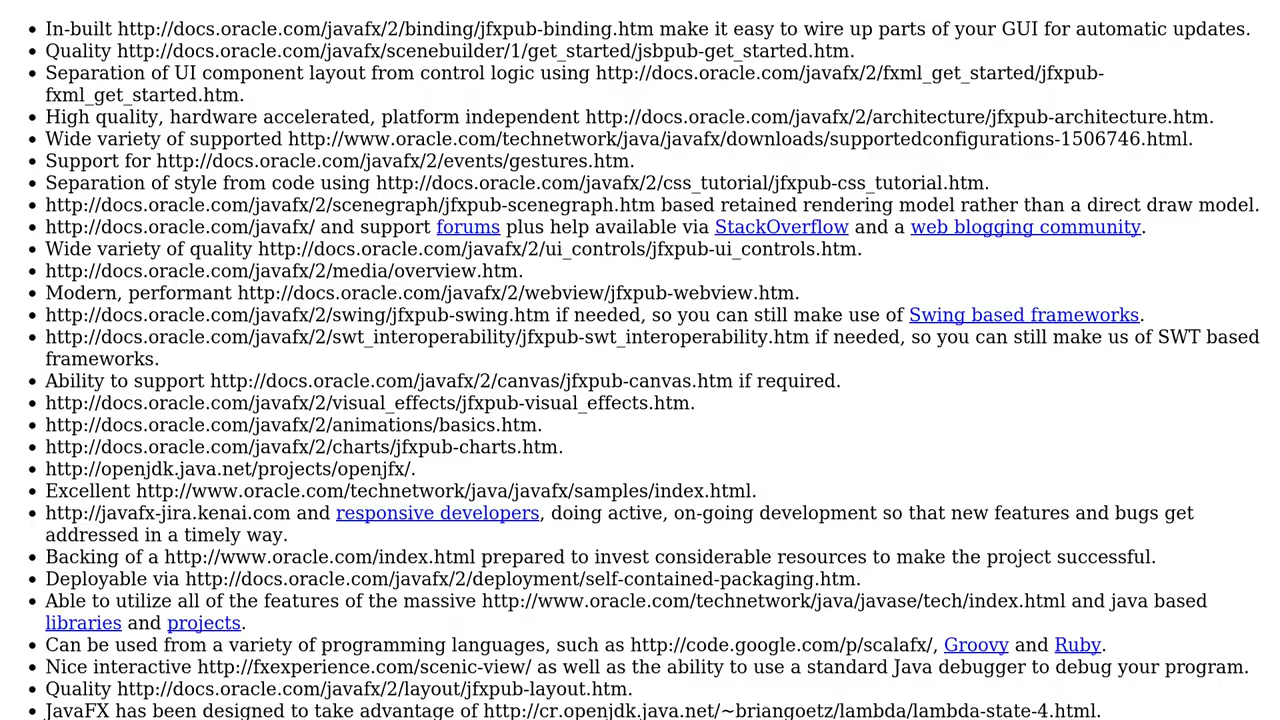 • In-built http://docs.oracle.com/javafx/2/binding/jfxpub-binding.htm make it easy to wire up parts of your GUI for automatic updates.
• Quality http://docs.oracle.com/javafx/scenebuilder/1/get_started/jsbpub-get_started.htm.
• Separation of UI component layout from control logic using http://docs.oracle.com/javafx/2/fxml_get_started/jfxpub-
fxml_get_started.htm.
• High quality, hardware accelerated, platform independent http://docs.oracle.com/javafx/2/architecture/jfxpub-architecture.htm.
• Wide variety of supported http://www.oracle.com/technetwork/java/javafx/downloads/supportedconfigurations-1506746.html.
• Support for http://docs.oracle.com/javafx/2/events/gestures.htm.
• Separation of style from code using http://docs.oracle.com/javafx/2/css_tutorial/jfxpub-css_tutorial.htm.
• http://docs.oracle.com/javafx/2/scenegraph/jfxpub-scenegraph.htm based retained rendering model rather than a direct draw model.
• http://docs.oracle.com/javafx/ and support forums plus help available via StackOverflow and a web blogging community.
• Wide variety of quality http://docs.oracle.com/javafx/2/ui_controls/jfxpub-ui_controls.htm.
• http://docs.oracle.com/javafx/2/media/overview.htm.
• Modern, performant http://docs.oracle.com/javafx/2/webview/jfxpub-webview.htm.
• http://docs.oracle.com/javafx/2/swing/jfxpub-swing.htm if needed, so you can still make use of Swing based frameworks.
• http://docs.oracle.com/javafx/2/swt_interoperability/jfxpub-swt_interoperability.htm if needed, so you can still make us of SWT based
frameworks.
• Ability to support http://docs.oracle.com/javafx/2/canvas/jfxpub-canvas.htm if required.
• http://docs.oracle.com/javafx/2/visual_effects/jfxpub-visual_effects.htm.
• http://docs.oracle.com/javafx/2/animations/basics.htm.
• http://docs.oracle.com/javafx/2/charts/jfxpub-charts.htm.
• http://openjdk.java.net/projects/openjfx/.
• Excellent http://www.oracle.com/technetwork/java/javafx/samples/index.html.
• http://javafx-jira.kenai.com and responsive developers, doing active, on-going development so that new features and bugs get
addressed in a timely way.
• Backing of a http://www.oracle.com/index.html prepared to invest considerable resources to make the project successful.
• Deployable via http://docs.oracle.com/javafx/2/deployment/self-contained-packaging.htm.
• Able to utilize all of the features of the massive http://www.oracle.com/technetwork/java/javase/tech/index.html and java based
libraries and projects.
• Can be used from a variety of programming languages, such as http://code.google.com/p/scalafx/, Groovy and Ruby.
• Nice interactive http://fxexperience.com/scenic-view/ as well as the ability to use a standard Java debugger to debug your program.
• Quality http://docs.oracle.com/javafx/2/layout/jfxpub-layout.htm.
• JavaFX has been designed to take advantage of http://cr.openjdk.java.net/~briangoetz/lambda/lambda-state-4.html.